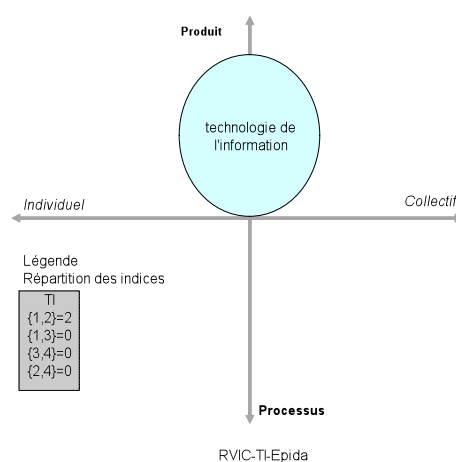 Produit
technologie de
l'information
Individuel
Collectif
Légende
Répartition des indices
TI
{1,2}=2
{1,3}=0
{3,4}=0
{2,4}=0
Processus
RVIC-TI-Epida